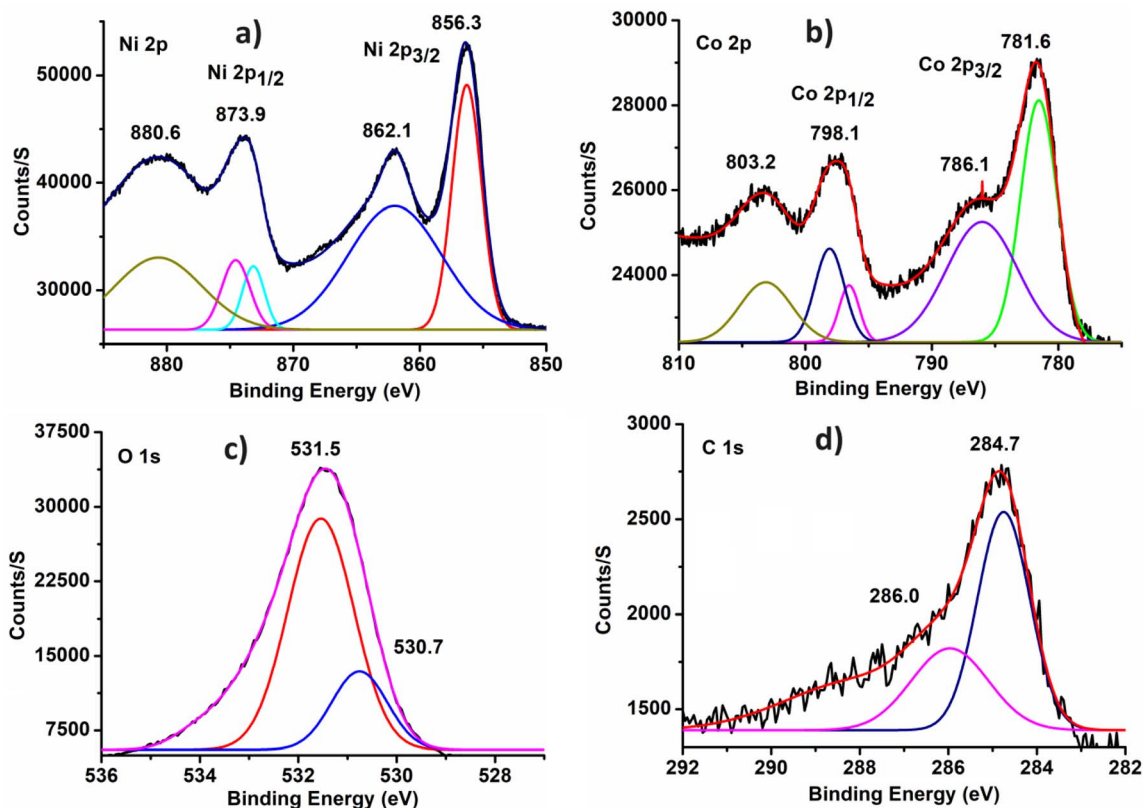 a)
Ni 2p
Ni 2p3/2
856.3
Ni 2p1/2
873.9
880.6
862.1
50000
40000
30000
Counts/S
880
870
860
850
Binding Energy (eV)
b)
Co 2p
781.6
Co 2p3/2
Co 2p1/2
798.1
803.2
786.1
30000
28000
26000
24000
Counts/S
810
800
790
780
Binding Energy (eV)
c)
O 1s
531.5
530.7
37500
30000
22500
15000
7500
Counts/S
536
534
532
530
528
Binding Energy (eV)
d)
C 1s
284.7
286.0
3000
2500
2000
1500
Counts/S
292
290
288
286
284
282
Binding Energy (eV)